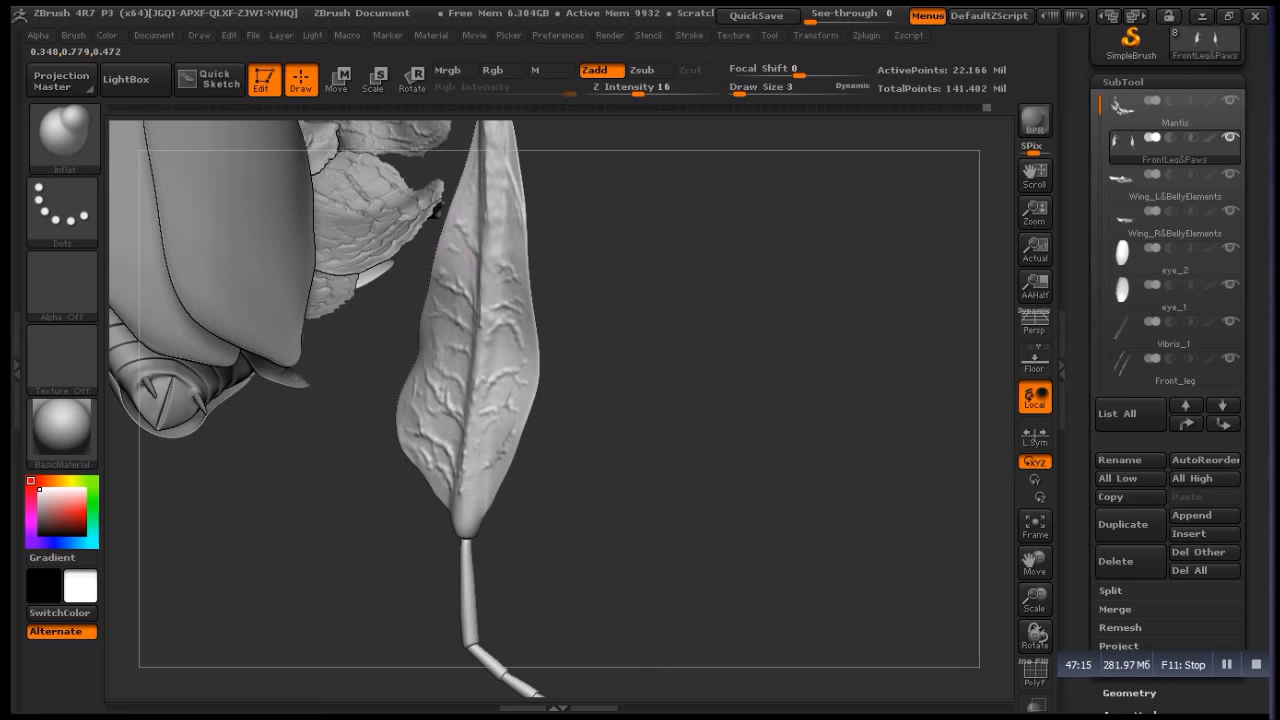 ZBrush 4R7 P3 (x64)[JGQI-APXF-QLXF-ZJWI-NYHQ] ZBrush Document • Free Mem 6.304GB • Active Mem 9932 • Scratcl QuickSave See-through 0 Menus DefaultZScript
Alpha Brush Color Document Draw Edit File Layer Light Macro Marker Material Movie Picker Preferences Render Stencil Stroke Texture Tool Transform Zplugin Zscript
0.348,0.779,0.472
Projection
Master
LightBox
Quick
Sketch
Edit
Draw
Move
Scale
Rotate
Mrgb Rgb M
Rgb Intensity
Zadd Zsub Zcut
Z Intensity 16
Focal Shift 0
Draw Size 3 Dynamic
ActivePoints: 22.166 Mil
TotalPoints: 141.402 Mil
Inflat
Dots
Alpha Off
Texture Off
BasicMaterial
Gradient
SwitchColor
Alternate
BPR
SPix
Scroll
Zoom
Actual
AAHalf
Dynamic
Persp
Floor
Local
L.Sym
XYZ
Frame
Move
Scale
Rotate
PolyF
SimpleBrush
8
FrontLeg&Paws
SubTool
Mantis
FrontLeg&Paws
Wing_L&BellyElements
Wing_R&BellyElements
eye_2
eye_1
Vibris_1
Front_leg
List All
Rename AutoReorder
All Low All High
Copy Paste
Duplicate
Append
Insert
Delete
Del Other
Del All
Split
Merge
Remesh
Project
47:15 281.97Мб F11: Stop
Geometry